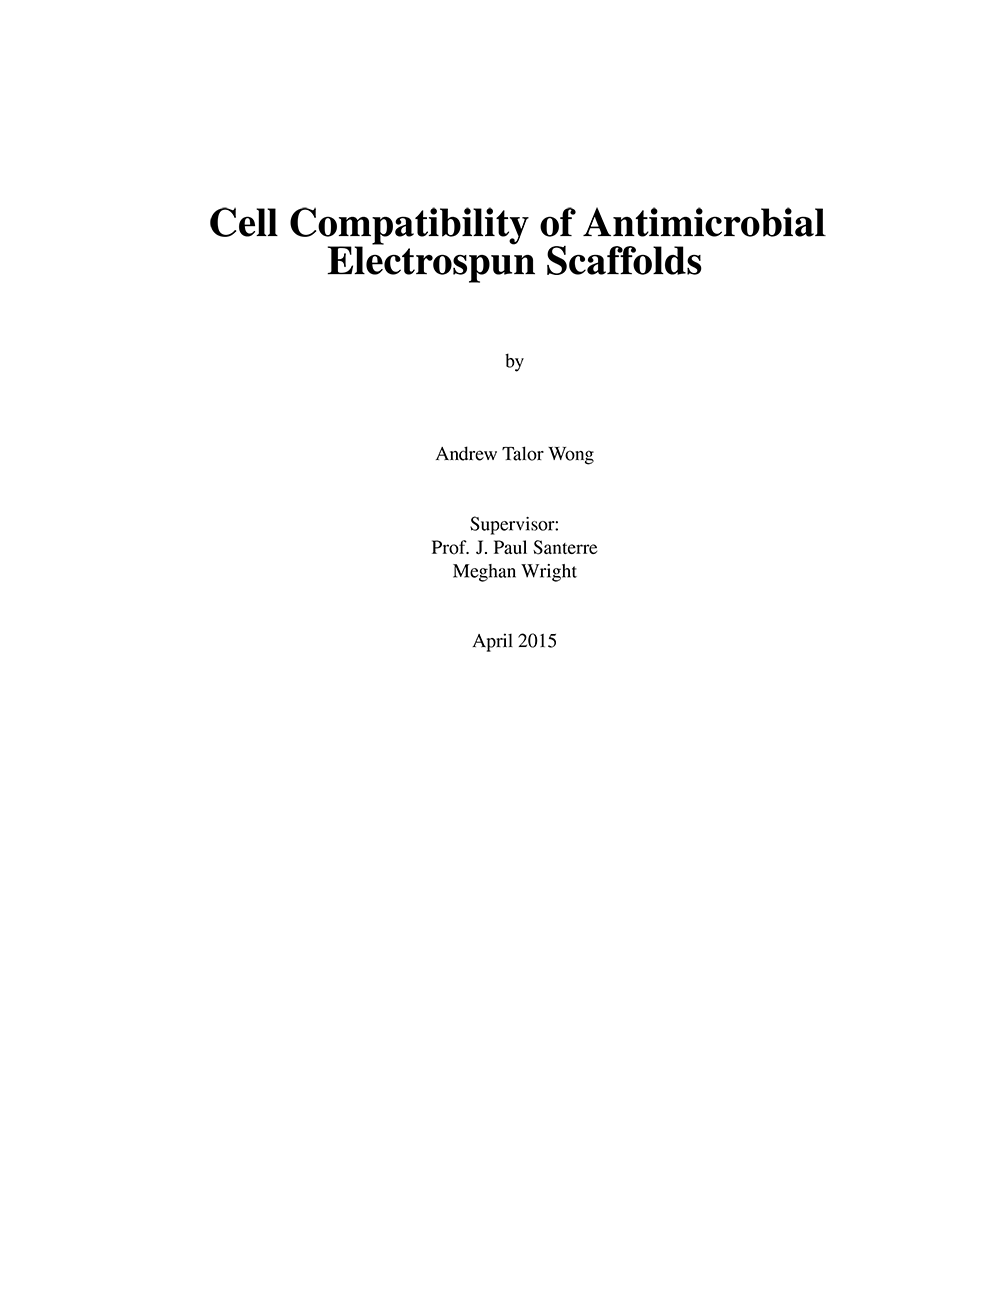 Cell Compatibility of Antimicrobial
Electrospun Scaffolds
by
Andrew Talor Wong
Supervisor:
Prof. J. Paul Santerre
Meghan Wright
April 2015